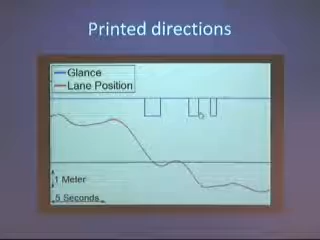 Printed directions
Glance
Lane Position
1 Meter
5 Seconds